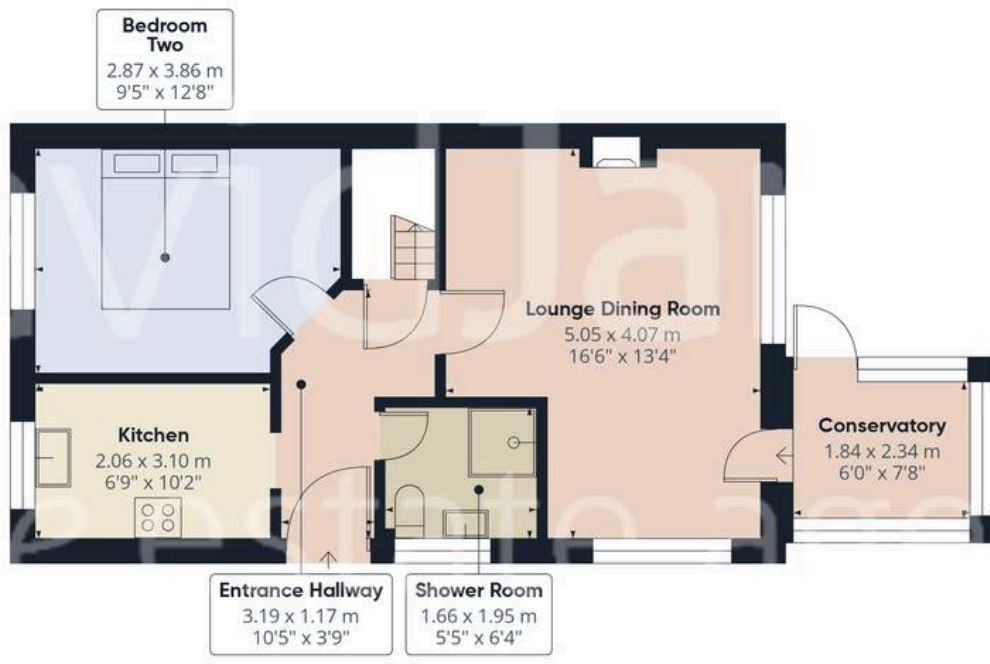 Bedroom
Two
2.87 x 3.86 m
9'5" x 12'8"
Lounge Dining Room
5.05 x 4.07 m
16'6" x 13'4"
Kitchen
2.06 x 3.10 m
6'9" x 10'2"
Conservatory
1.84 x 2.34 m
6'0" x 7'8"
Entrance Hallway
3.19 x 1.17 m
10'5" x 3'9"
Shower Room
1.66 x 1.95 m
5'5" x 6'4"
e estate age